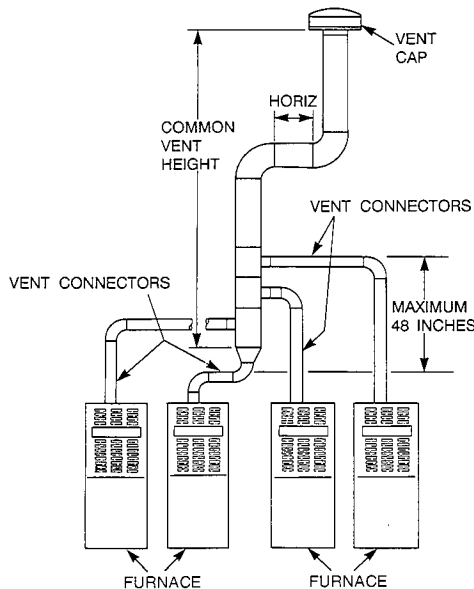 VENT
CAP
HORIZ
COMMON
VENT
HEIGHT
VENT CONNECTORS
VENT CONNECTORS
MAXIMUM
48 INCHES
FURNACE
FURNACE